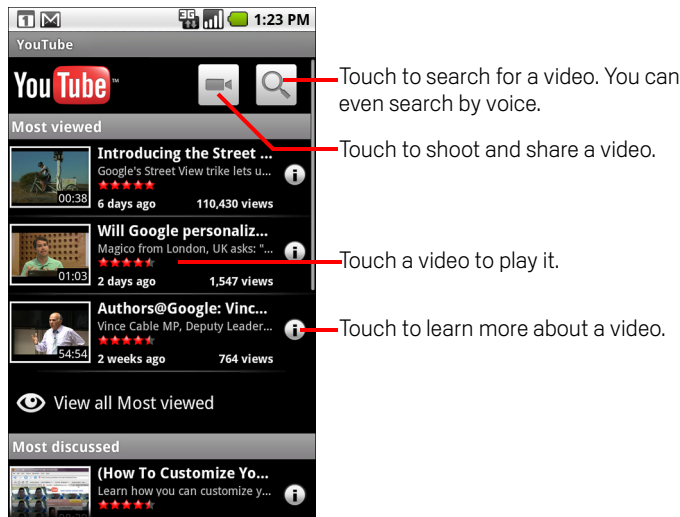 1
3G
1:23 PM
YouTube
You Tube ™
Most viewed
Introducing the Street ...
Google's Street View trike lets u...
00:38
6 days ago 110,430 views
Will Google personaliz...
Magico from London, UK asks: "...
01:03
2 days ago 1,547 views
Authors@Google: Vinc...
Vince Cable MP, Deputy Leader...
54:54
2 weeks ago 764 views
View all Most viewed
Most discussed
(How To Customize Yo...
Learn how you can customize y...
Touch to search for a video. You can
even search by voice.
Touch to shoot and share a video.
Touch a video to play it.
Touch to learn more about a video.